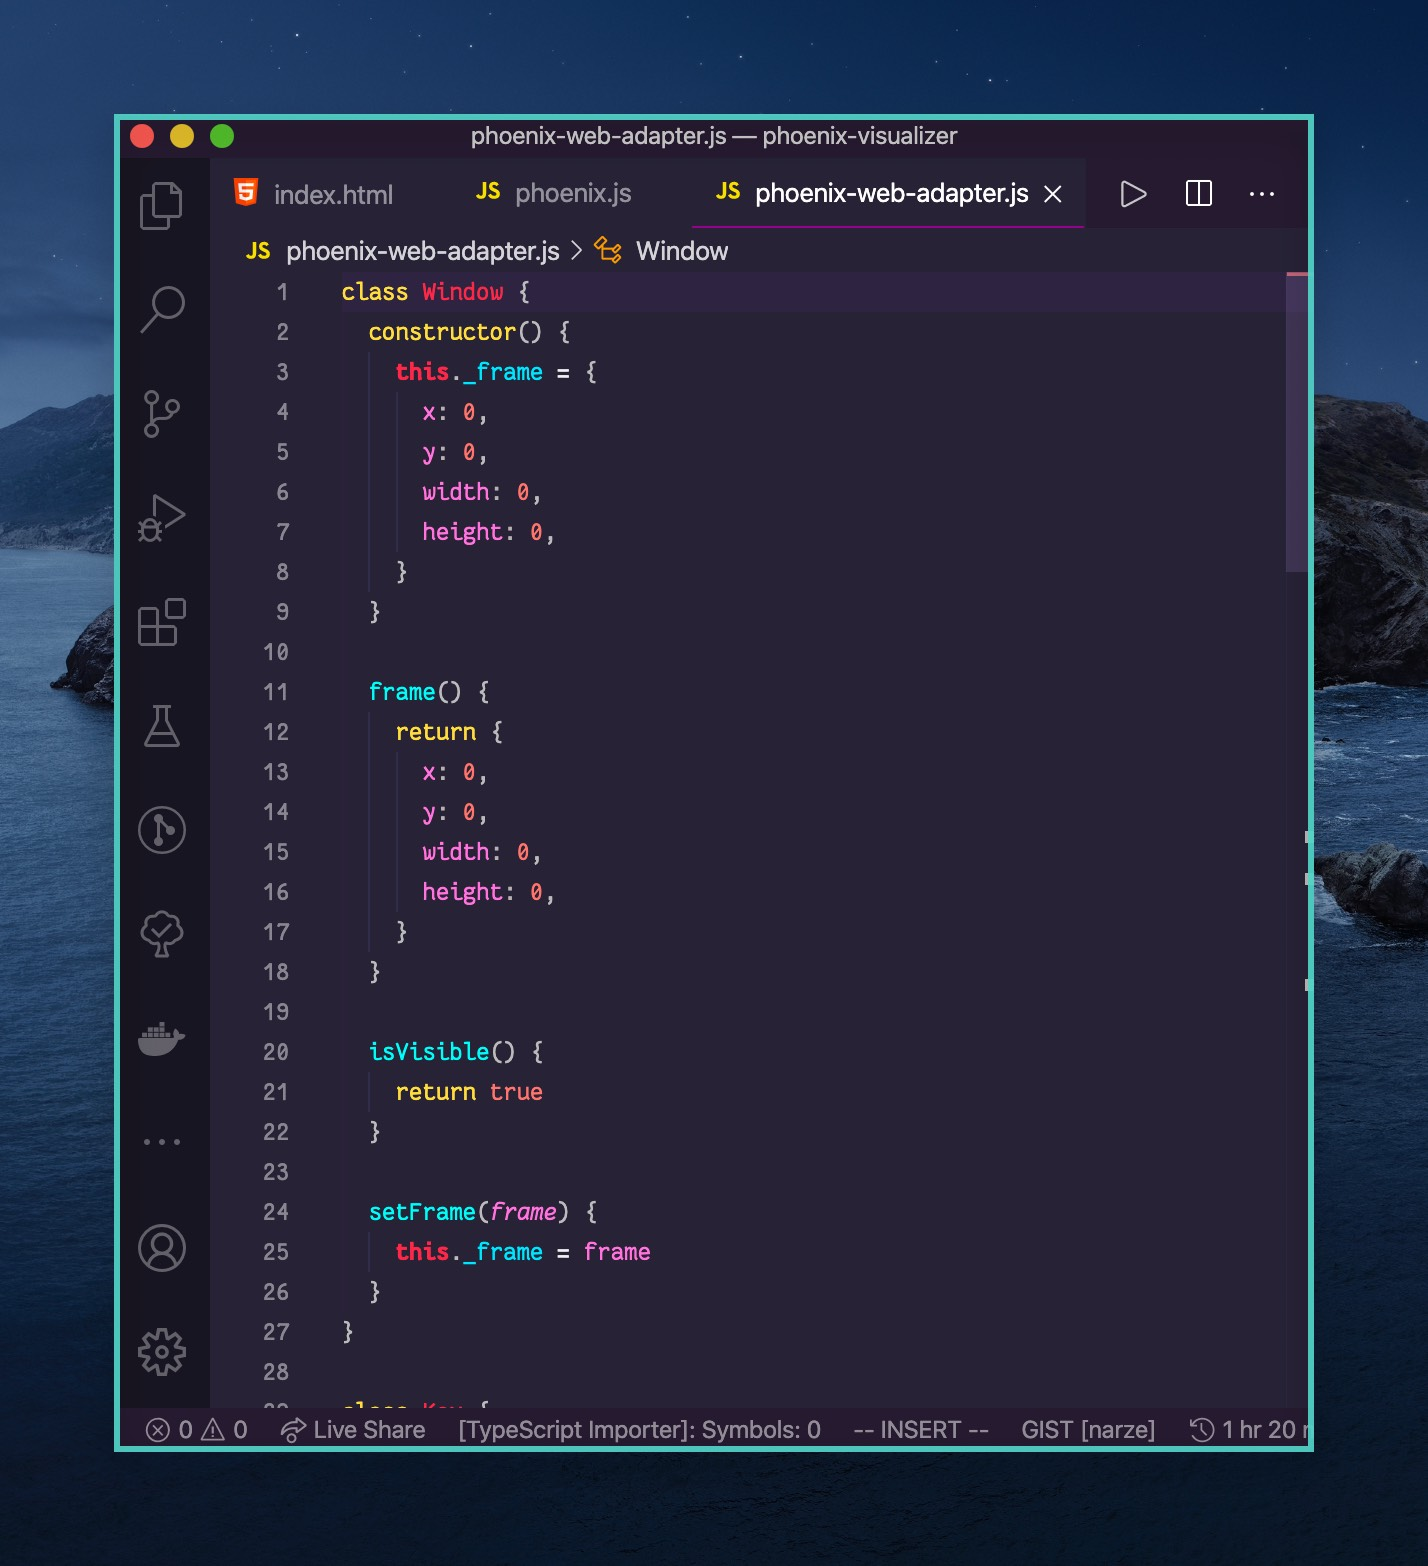 phoenix-web-adapter.js — phoenix-visualizer
index.html JS phoenix.js JS phoenix-web-adapter.js
JS phoenix-web-adapter.js > Window
1 class Window {
2 constructor() {
3 this._frame = {
4 x: 0,
5 y: 0,
6 width: 0,
7 height: 0,
8 }
9 }
10
11 frame() {
12 return {
13 x: 0,
14 y: 0,
15 width: 0,
16 height: 0,
17 }
18 }
19
20 isVisible() {
21 return true
22 }
23
24 setFrame(frame) {
25 this._frame = frame
26 }
27 }
28
29 class Key {
0 0 Live Share [TypeScript Importer]: Symbols: 0 -- INSERT -- GIST [narze] 1 hr 20